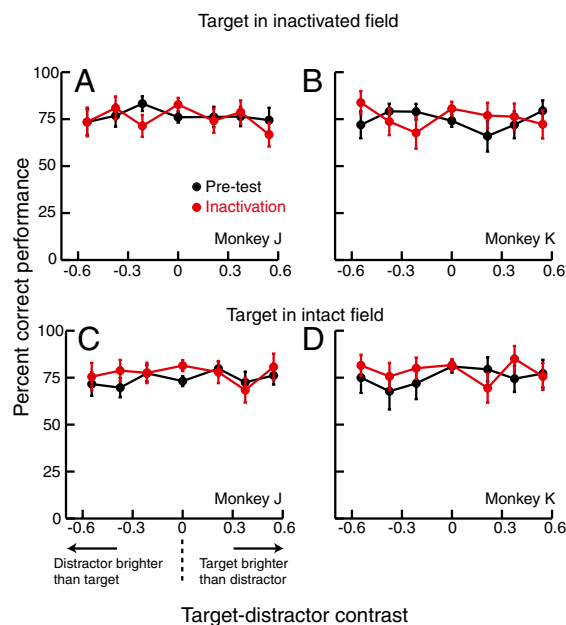 Target in inactivated field
A
B
100
75
50
25
0
Pre-test
Inactivation
Monkey J
Monkey K
-0.6 -0.3 0 0.3 0.6
-0.6 -0.3 0 0.3 0.6
Percent correct performance
Target in intact field
C
D
100
75
50
25
0
Monkey J
Monkey K
-0.6 -0.3 0 0.3 0.6
-0.6 -0.3 0 0.3 0.6
Distractor brighter
than target
Target brighter
than distractor
Target-distractor contrast